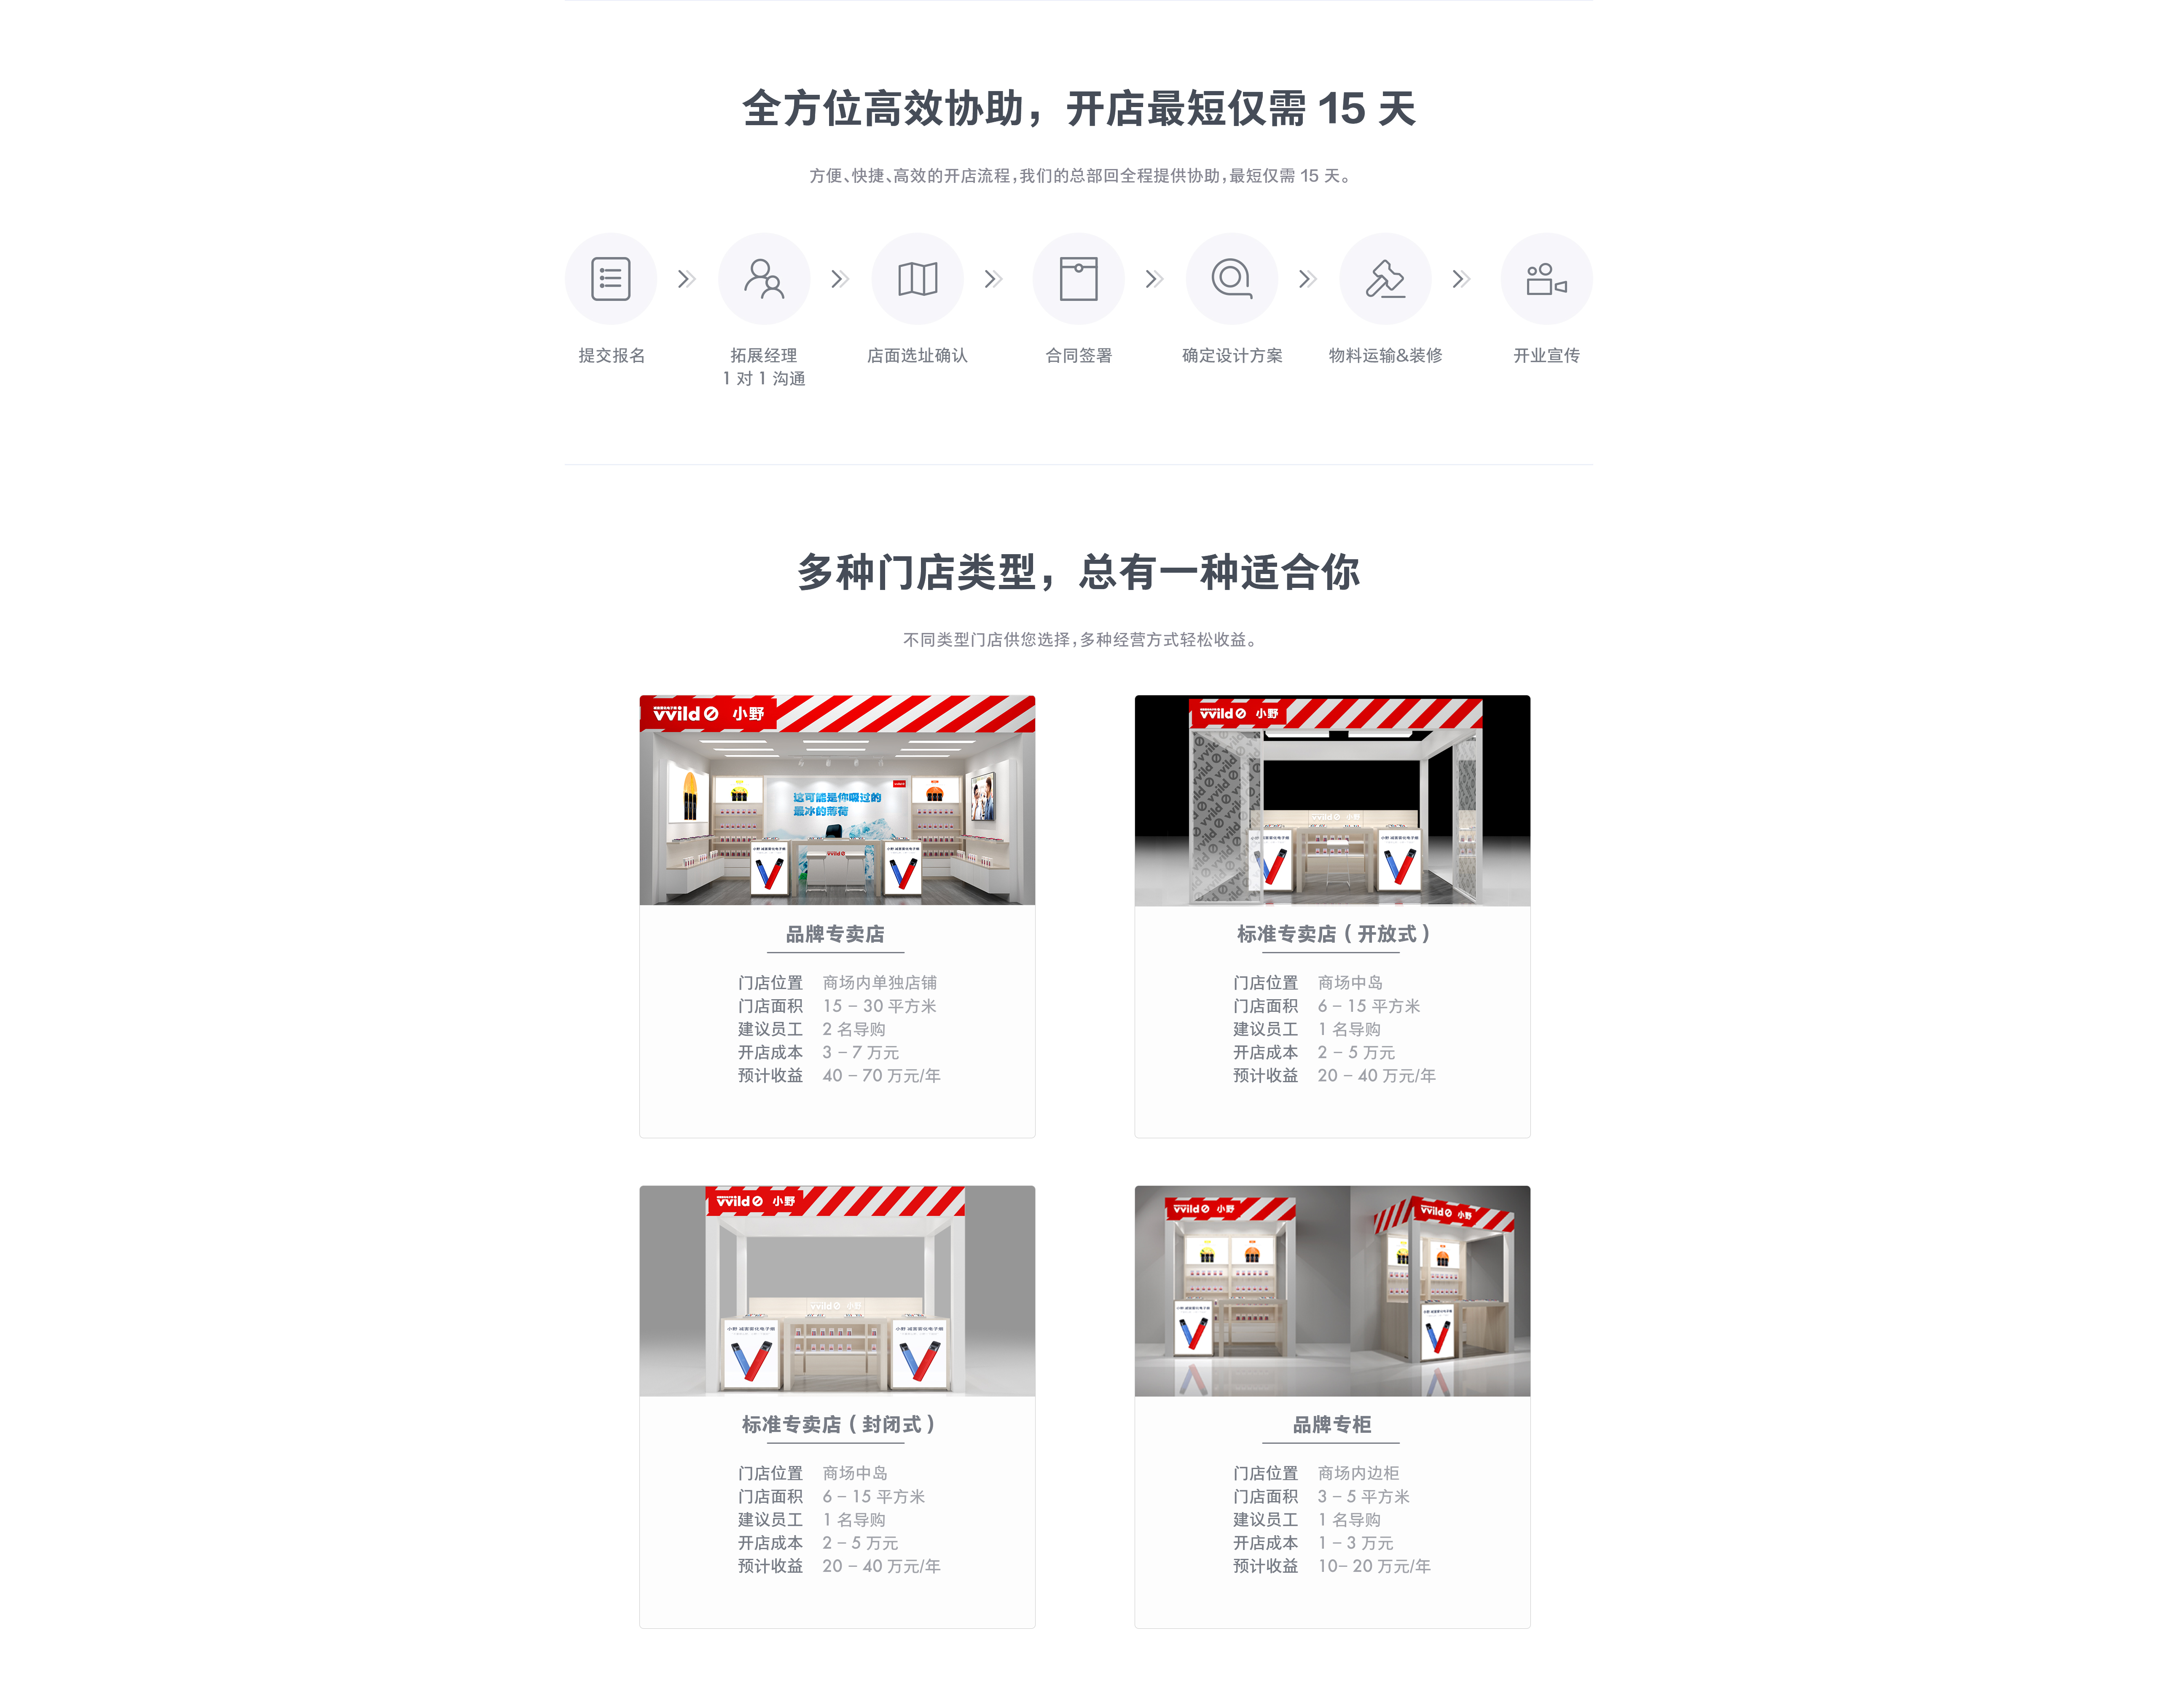 全方位高效协助，开店最短仅需 15 天
方便、快捷、高效的开店流程，我们的总部回全程提供协助，最短仅需 15 天。
提交报名
拓展经理
1 对 1 沟通
店面选址确认
合同签署
确定设计方案
物料运输&装修
开业宣传
多种门店类型，总有一种适合你
不同类型门店供您选择，多种经营方式轻松收益。
vvild 小野
这可能是你吸过的
最冰的薄荷
vvild
品牌专卖店
门店位置 商场内单独店铺
门店面积 15 – 30 平方米
建议员工 2 名导购
开店成本 3 – 7 万元
预计收益 40 – 70 万元/年
vvild 小野
vvild 小野
标准专卖店（开放式）
门店位置 商场中岛
门店面积 6 – 15 平方米
建议员工 1 名导购
开店成本 2 – 5 万元
预计收益 20 – 40 万元/年
vvild 小野
vvild 小野
标准专卖店（封闭式）
门店位置 商场中岛
门店面积 6 – 15 平方米
建议员工 1 名导购
开店成本 2 – 5 万元
预计收益 20 – 40 万元/年
vvild 小野
vvild 小野
品牌专柜
门店位置 商场内边柜
门店面积 3 – 5 平方米
建议员工 1 名导购
开店成本 1 – 3 万元
预计收益 10– 20 万元/年